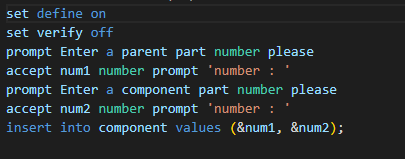 set define on
set verify off
prompt Enter a parent part number please
accept num1 number prompt 'number : '
prompt Enter a component part number please
accept num2 number prompt 'number : '
insert into component values (&num1, &num2);